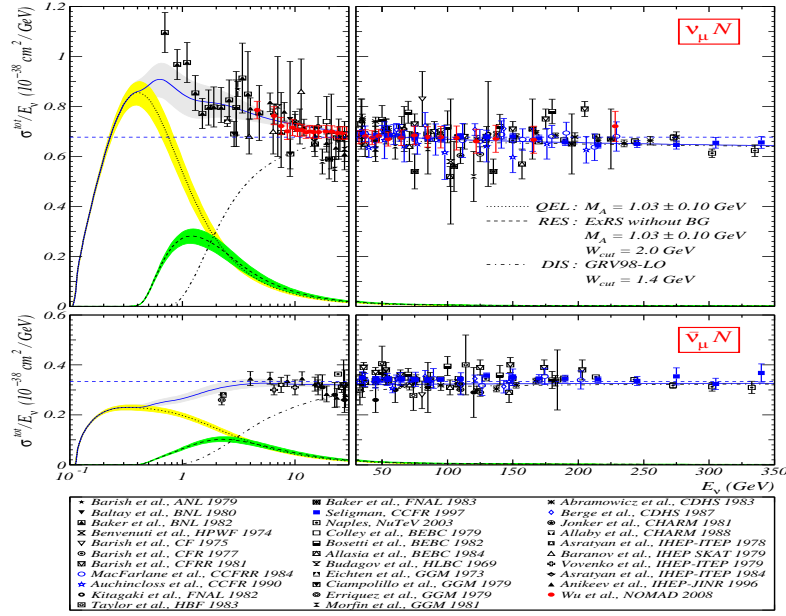 σ^tot/E_ν (10^-38 cm^2/GeV)
1.2
1
0.8
0.6
0.4
0.2
0
ν_μ N
QEL : M_A = 1.03 ± 0.10 GeV
RES : ExRS without BG
M_A = 1.03 ± 0.10 GeV
W_cut = 2.0 GeV
DIS : GRV98-LO
W_cut = 1.4 GeV
σ^tot/E_ν (10^-38 cm^2/GeV)
0.6
0.4
0.2
0
ν̄_μ N
10^-1 1 10 50 100 150 200 250 300 350
E_ν (GeV)
Barish et al., ANL 1979
Baltay et al., BNL 1980
Baker et al., BNL 1982
Benvenuti et al., HPWF 1974
Barish et al., CF 1975
Barish et al., CFR 1977
Barish et al., CFRR 1981
MacFarlane et al., CCFRR 1984
Auchincloss et al., CCFR 1990
Kitagaki et al., FNAL 1982
Taylor et al., HBF 1983
Baker et al., FNAL 1983
Seligman, CCFR 1997
Naples, NuTeV 2003
Colley et al., BEBC 1979
Bosetti et al., BEBC 1982
Allasia et al., BEBC 1984
Budagov et al., HLBC 1969
Eichten et al., GGM 1973
Ciampolillo et al., GGM 1979
Erriquez et al., GGM 1979
Morfin et al., GGM 1981
Abramowicz et al., CDHS 1983
Berge et al., CDHS 1987
Jonker et al., CHARM 1981
Allaby et al., CHARM 1988
Asratyan et al., IHEP-ITEP 1978
Baranov et al., IHEP SKAT 1979
Vovenko et al., IHEP-ITEP 1979
Asratyan et al., IHEP-ITEP 1984
Anikeev et al., IHEP-JINR 1996
Wu et al., NOMAD 2008